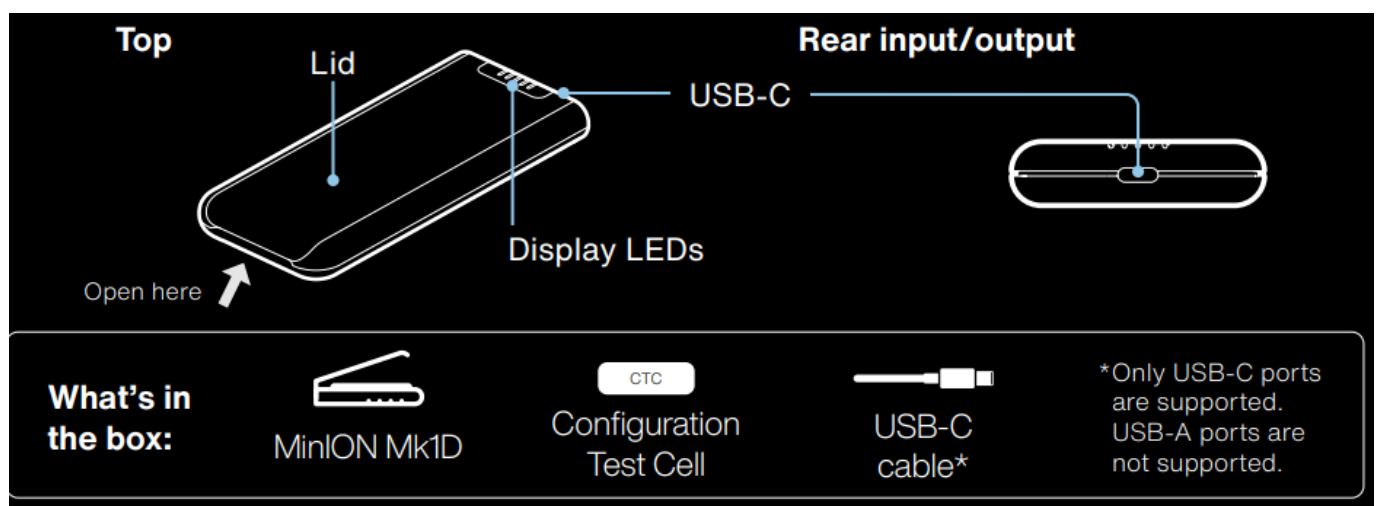 Top
Rear input/output
Lid
USB-C
Display LEDs
Open here
What’s in
the box:
MinION Mk1D
CTC
Configuration
Test Cell
USB-C
cable*
*Only USB-C ports
are supported.
USB-A ports are
not supported.